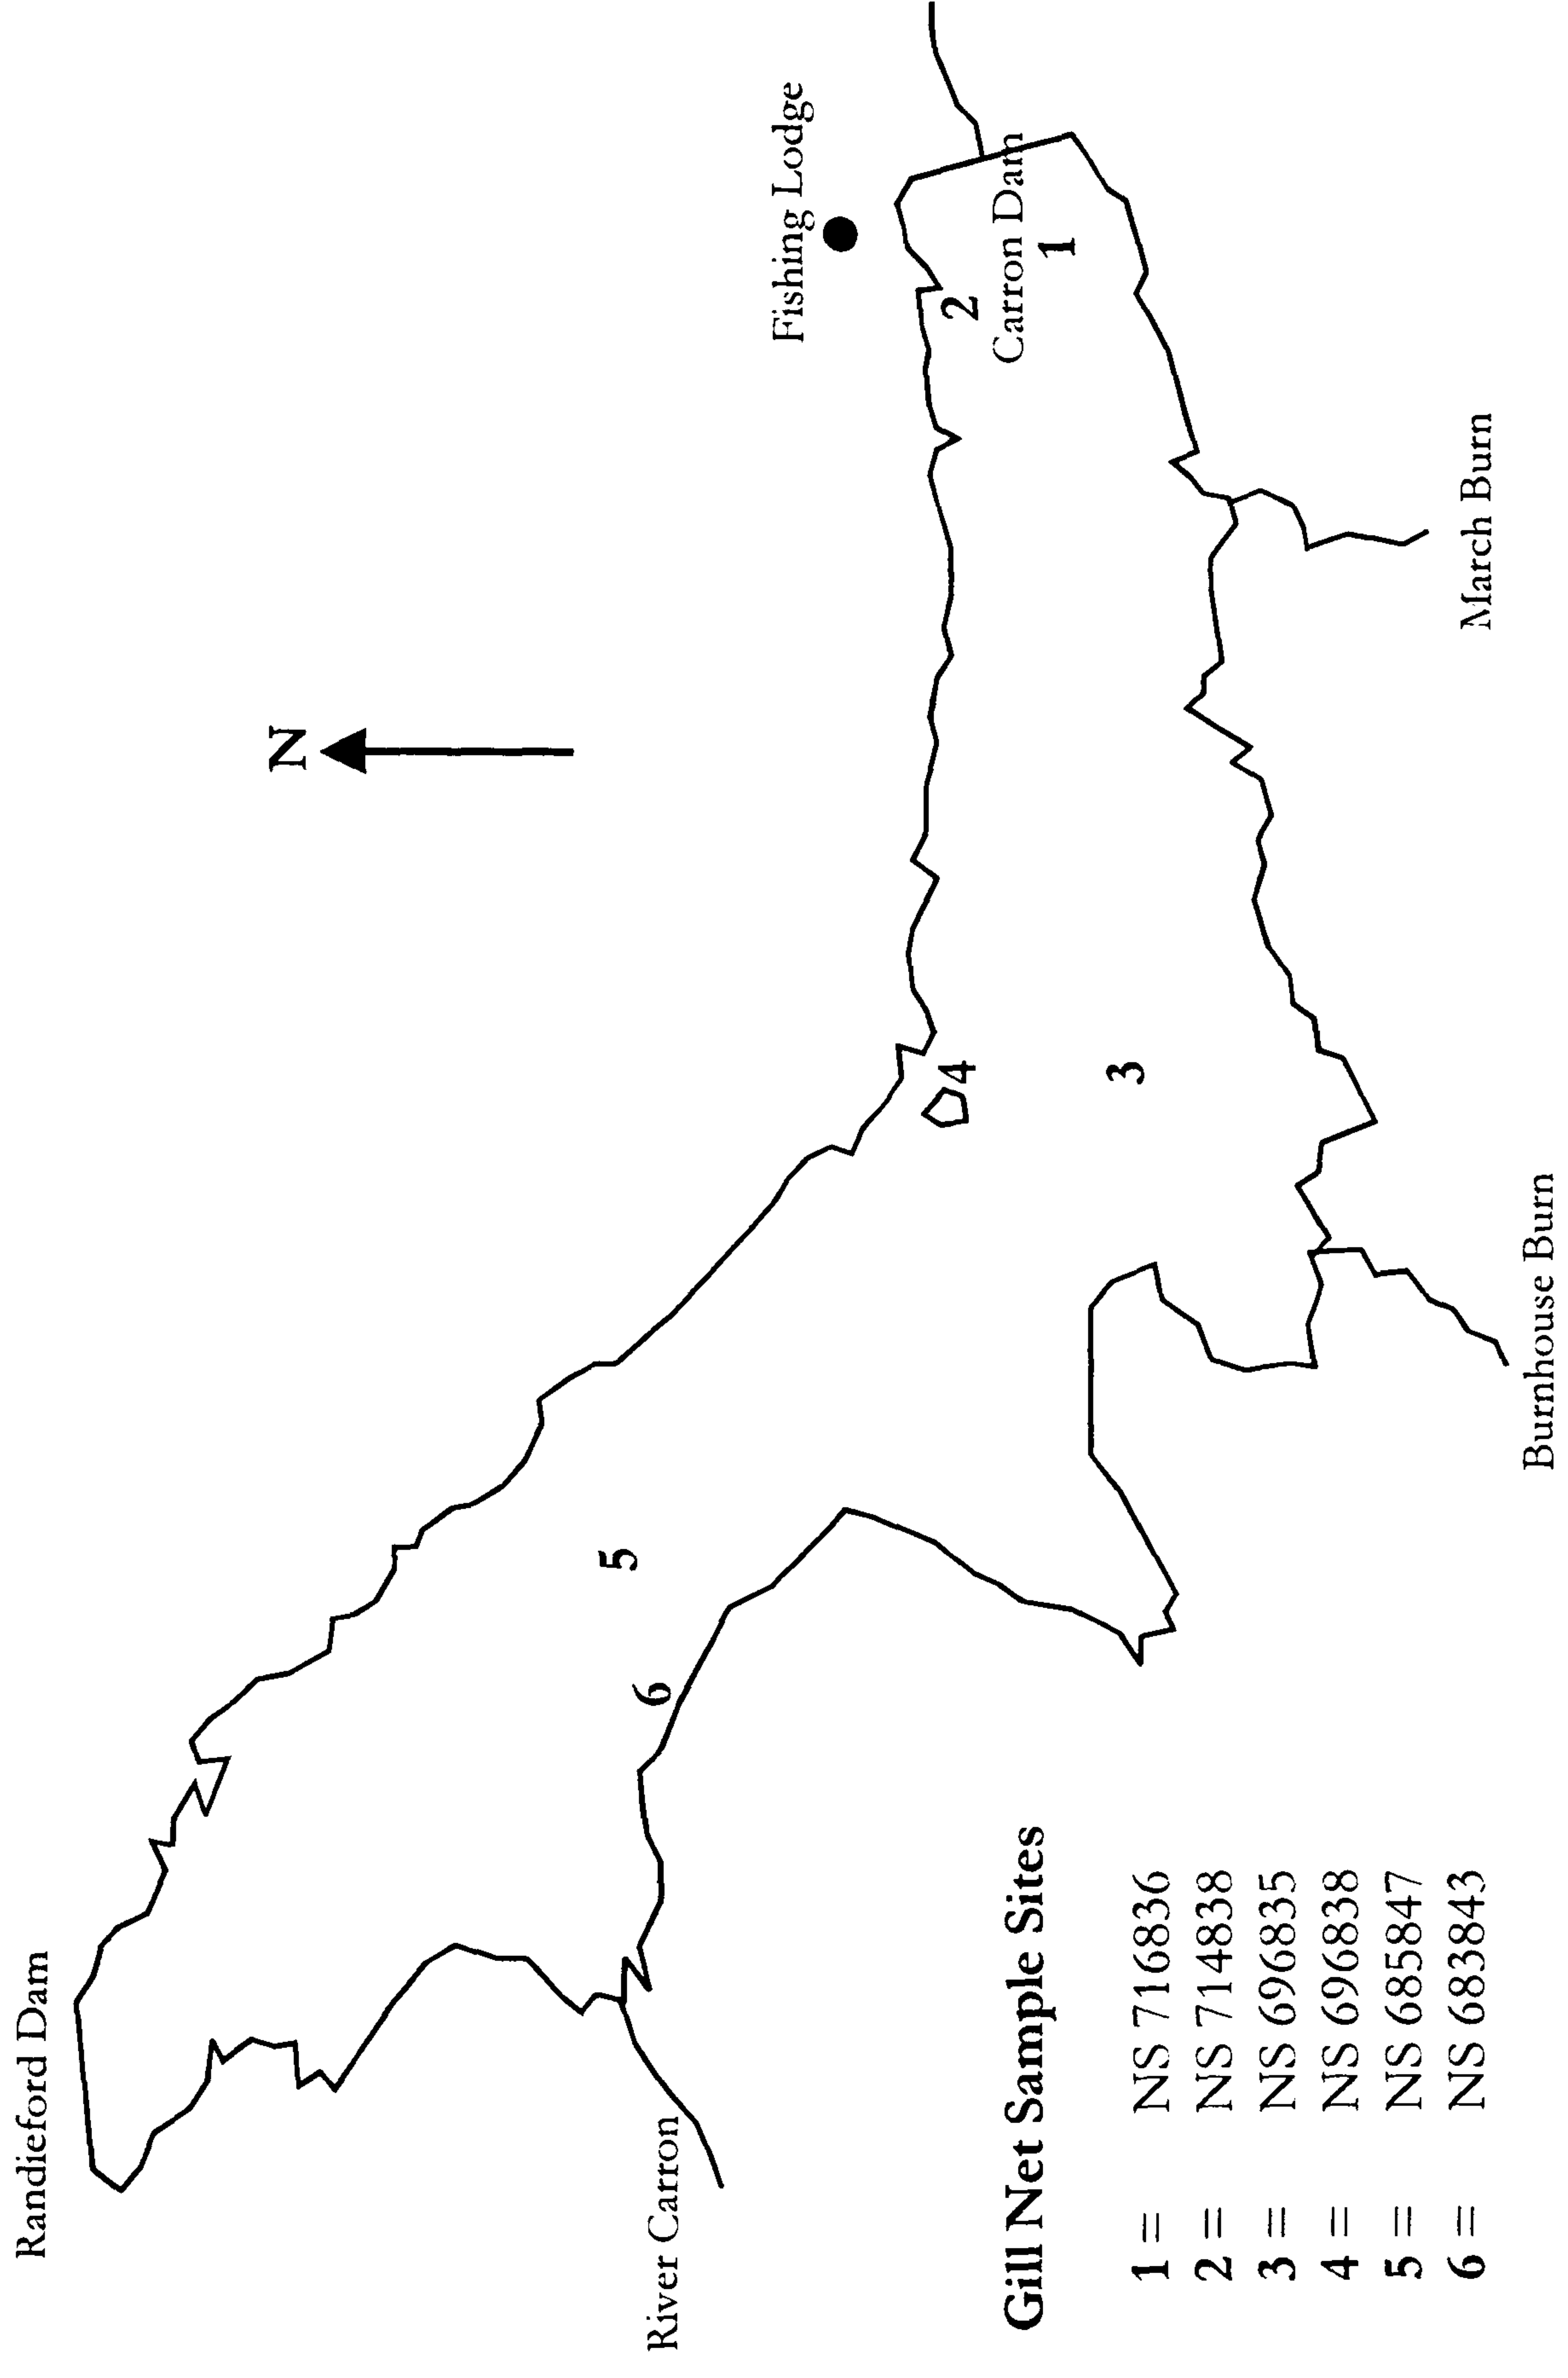 Randieford Dam
N
Fishing Lodge
River Carron
5
6
2
4
Carron Dam
1
3
Gill Net Sample Sites
1 = NS 716836
2 = NS 714838
3 = NS 696835
4 = NS 696838
5 = NS 685847
6 = NS 683843
March Burn
Burnhouse Burn